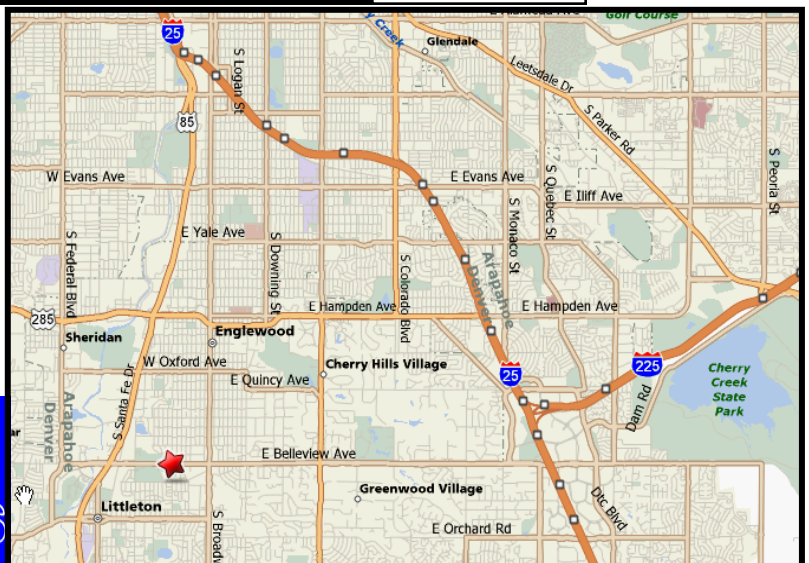 Golf Course
Glendale
25
Leetsdale Dr
S Logan St
S Parker Rd
85
S Peoria St
W Evans Ave
E Evans Ave
S Quebec St
E Iliff Ave
S Monaco St
E Yale Ave
S Federal Blvd
S Downing St
S Colorado Blvd
Arapahoe
Denver
E Hampden Ave
E Hampden Ave
285
Englewood
Sheridan
W Oxford Ave
Cherry Hills Village
225
Cherry
Creek
State
Park
E Quincy Ave
25
Dam Rd
S Santa Fe Dr
Arapahoe
Denver
E Belleview Ave
Greenwood Village
Littleton
Dtc Blvd
E Orchard Rd